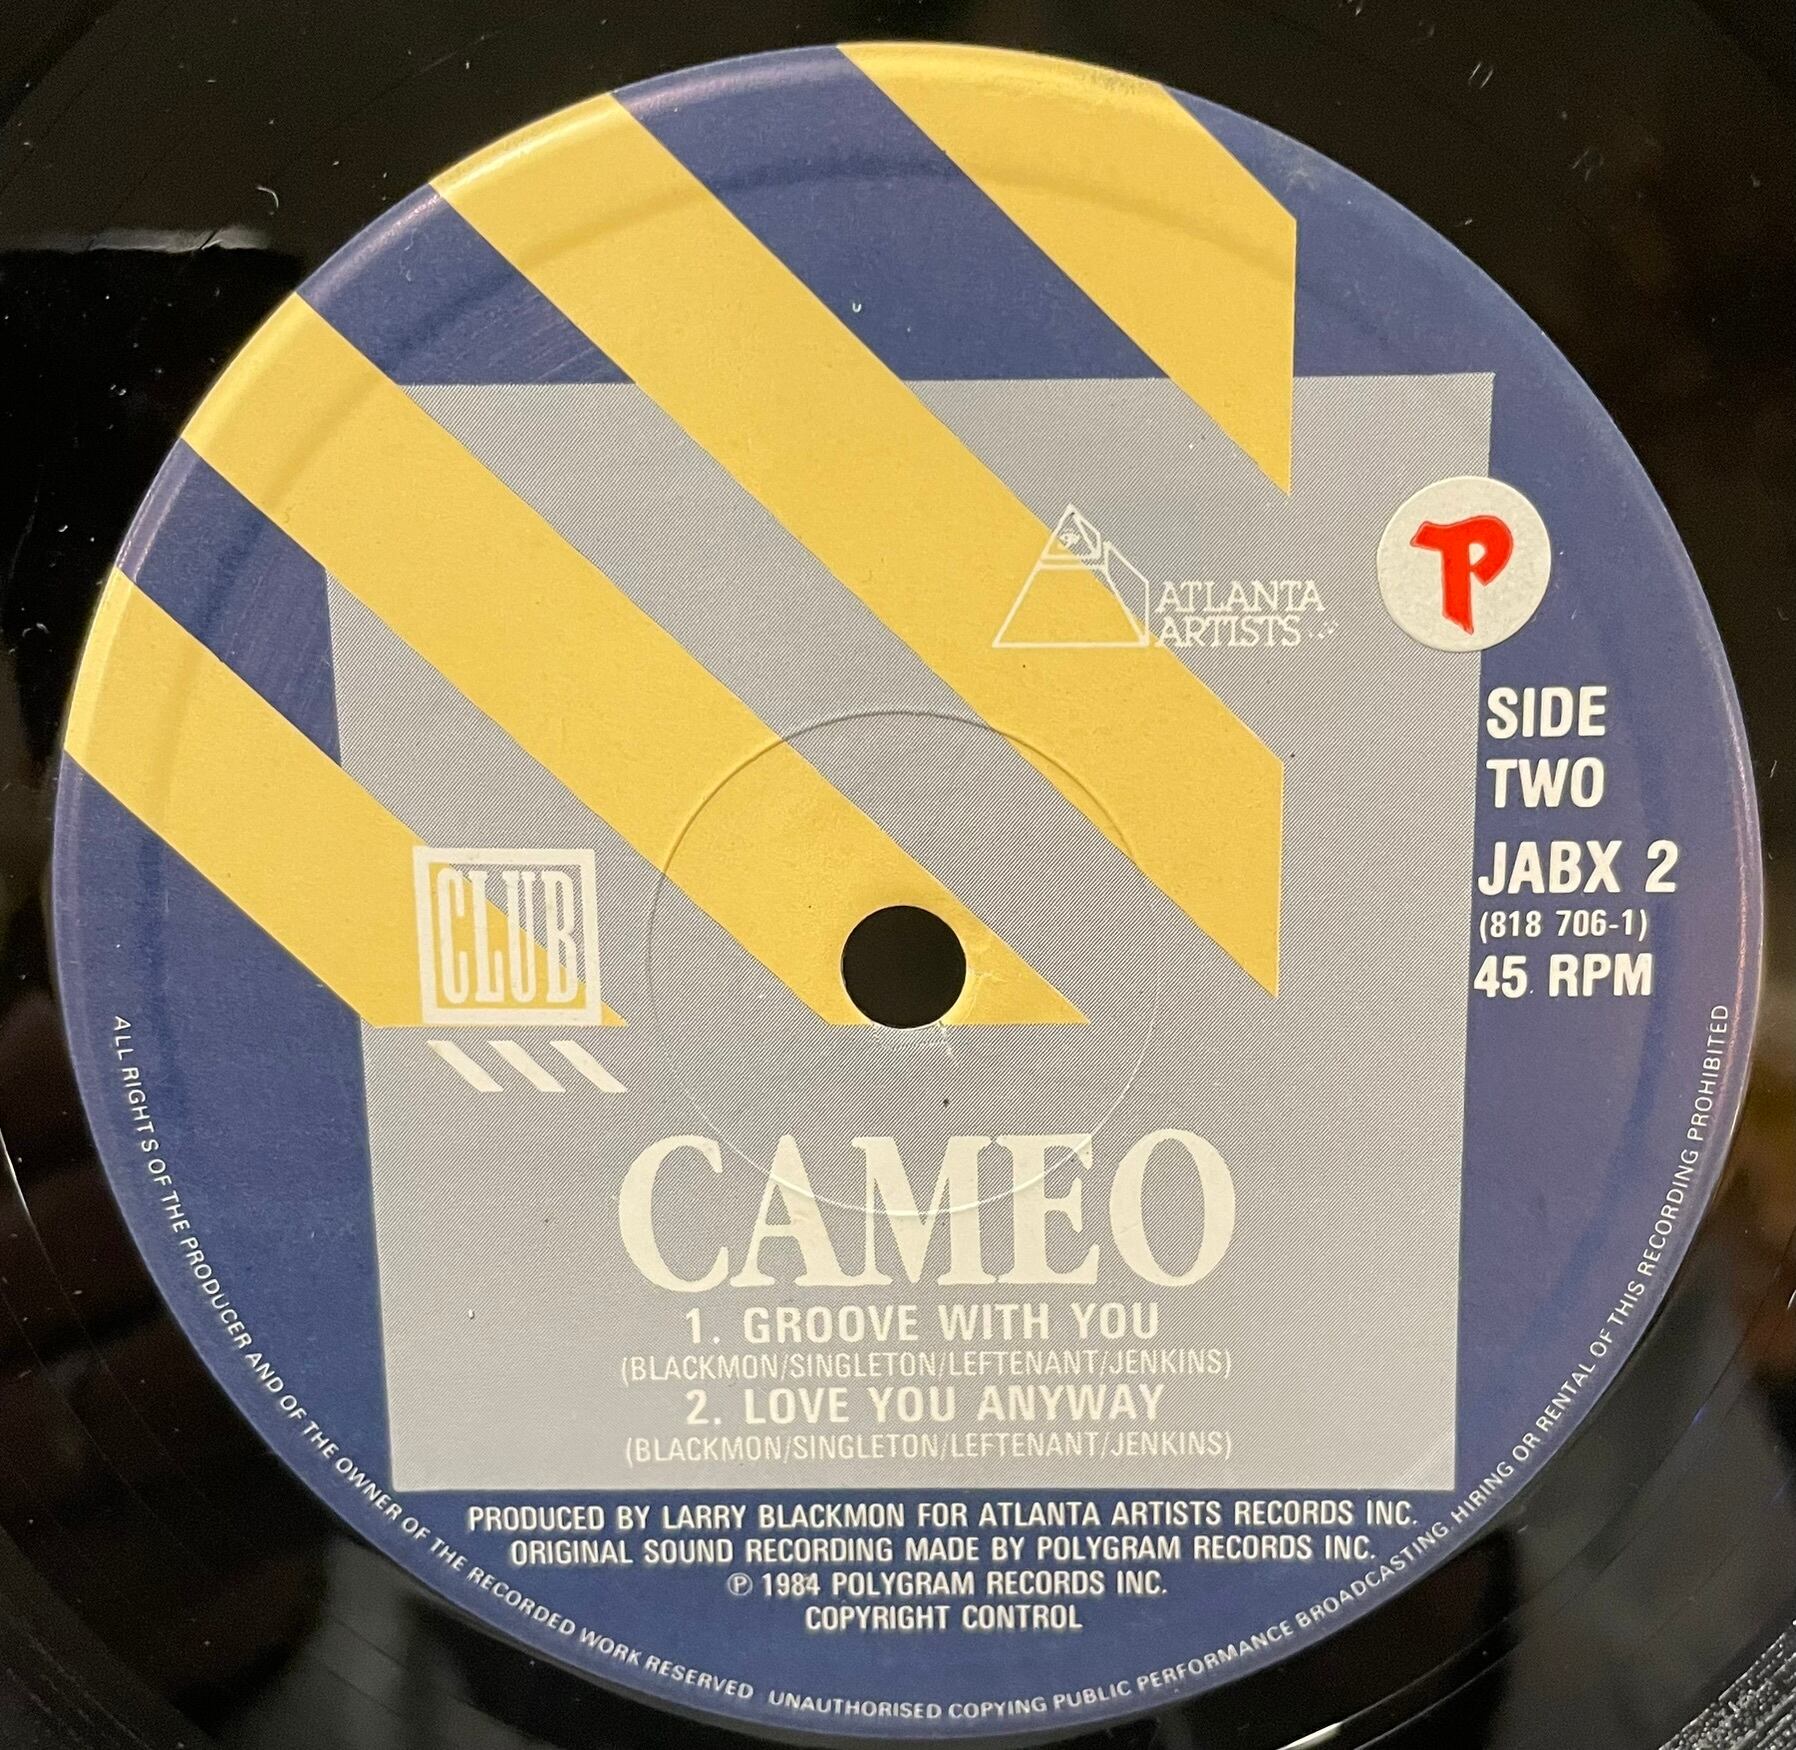 ATLANTA
ARTISTS
P
SIDE
TWO
JABX 2
(818 706-1)
45 RPM
CLUB
CAMEO
1. GROOVE WITH YOU
(BLACKMON/SINGLETON/LEFTENANT/JENKINS)
2. LOVE YOU ANYWAY
(BLACKMON/SINGLETON/LEFTENANT/JENKINS)
PRODUCED BY LARRY BLACKMON FOR ATLANTA ARTISTS RECORDS INC.
ORIGINAL SOUND RECORDING MADE BY POLYGRAM RECORDS INC.
℗ 1984 POLYGRAM RECORDS INC.
COPYRIGHT CONTROL
ALL RIGHTS OF THE PRODUCER AND OF THE OWNER OF THE RECORDED WORK RESERVED UNAUTHORISED COPYING PUBLIC PERFORMANCE BROADCASTING HIRING OR RENTAL OF THIS RECORDING PROHIBITED